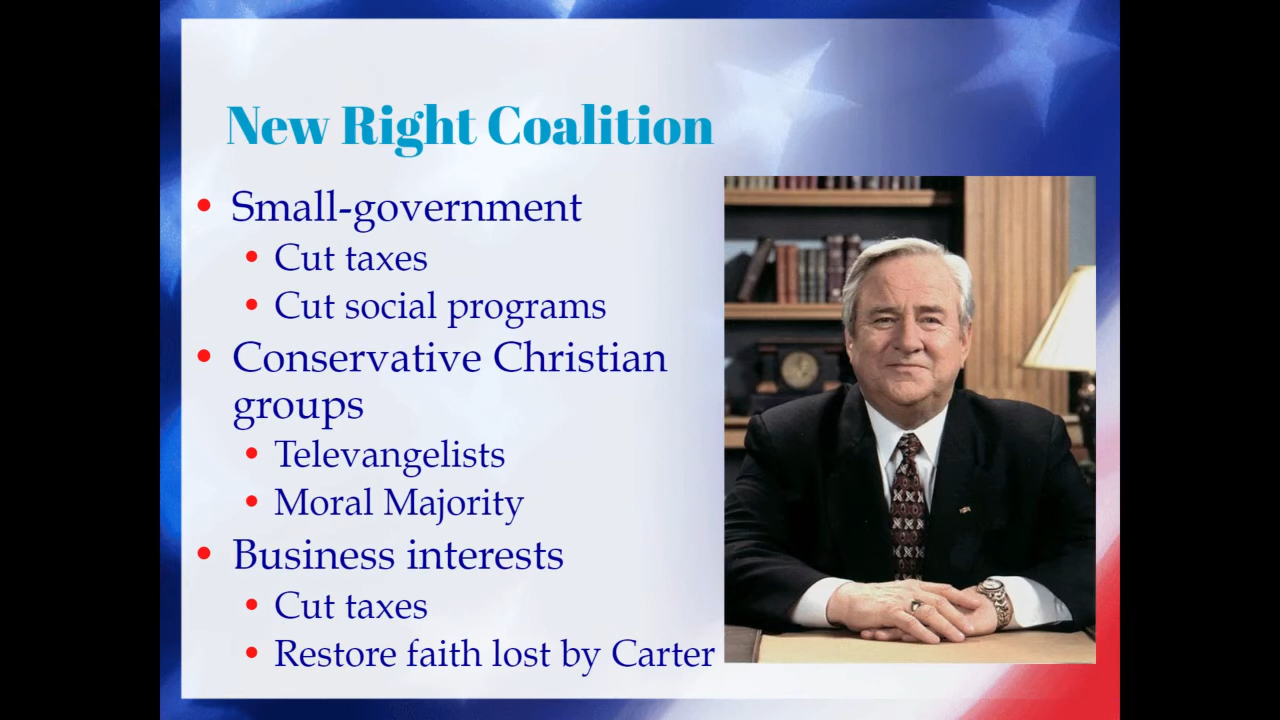 New Right Coalition
• Small-government
• Cut taxes
• Cut social programs
• Conservative Christian
groups
• Televangelists
• Moral Majority
• Business interests
• Cut taxes
• Restore faith lost by Carter